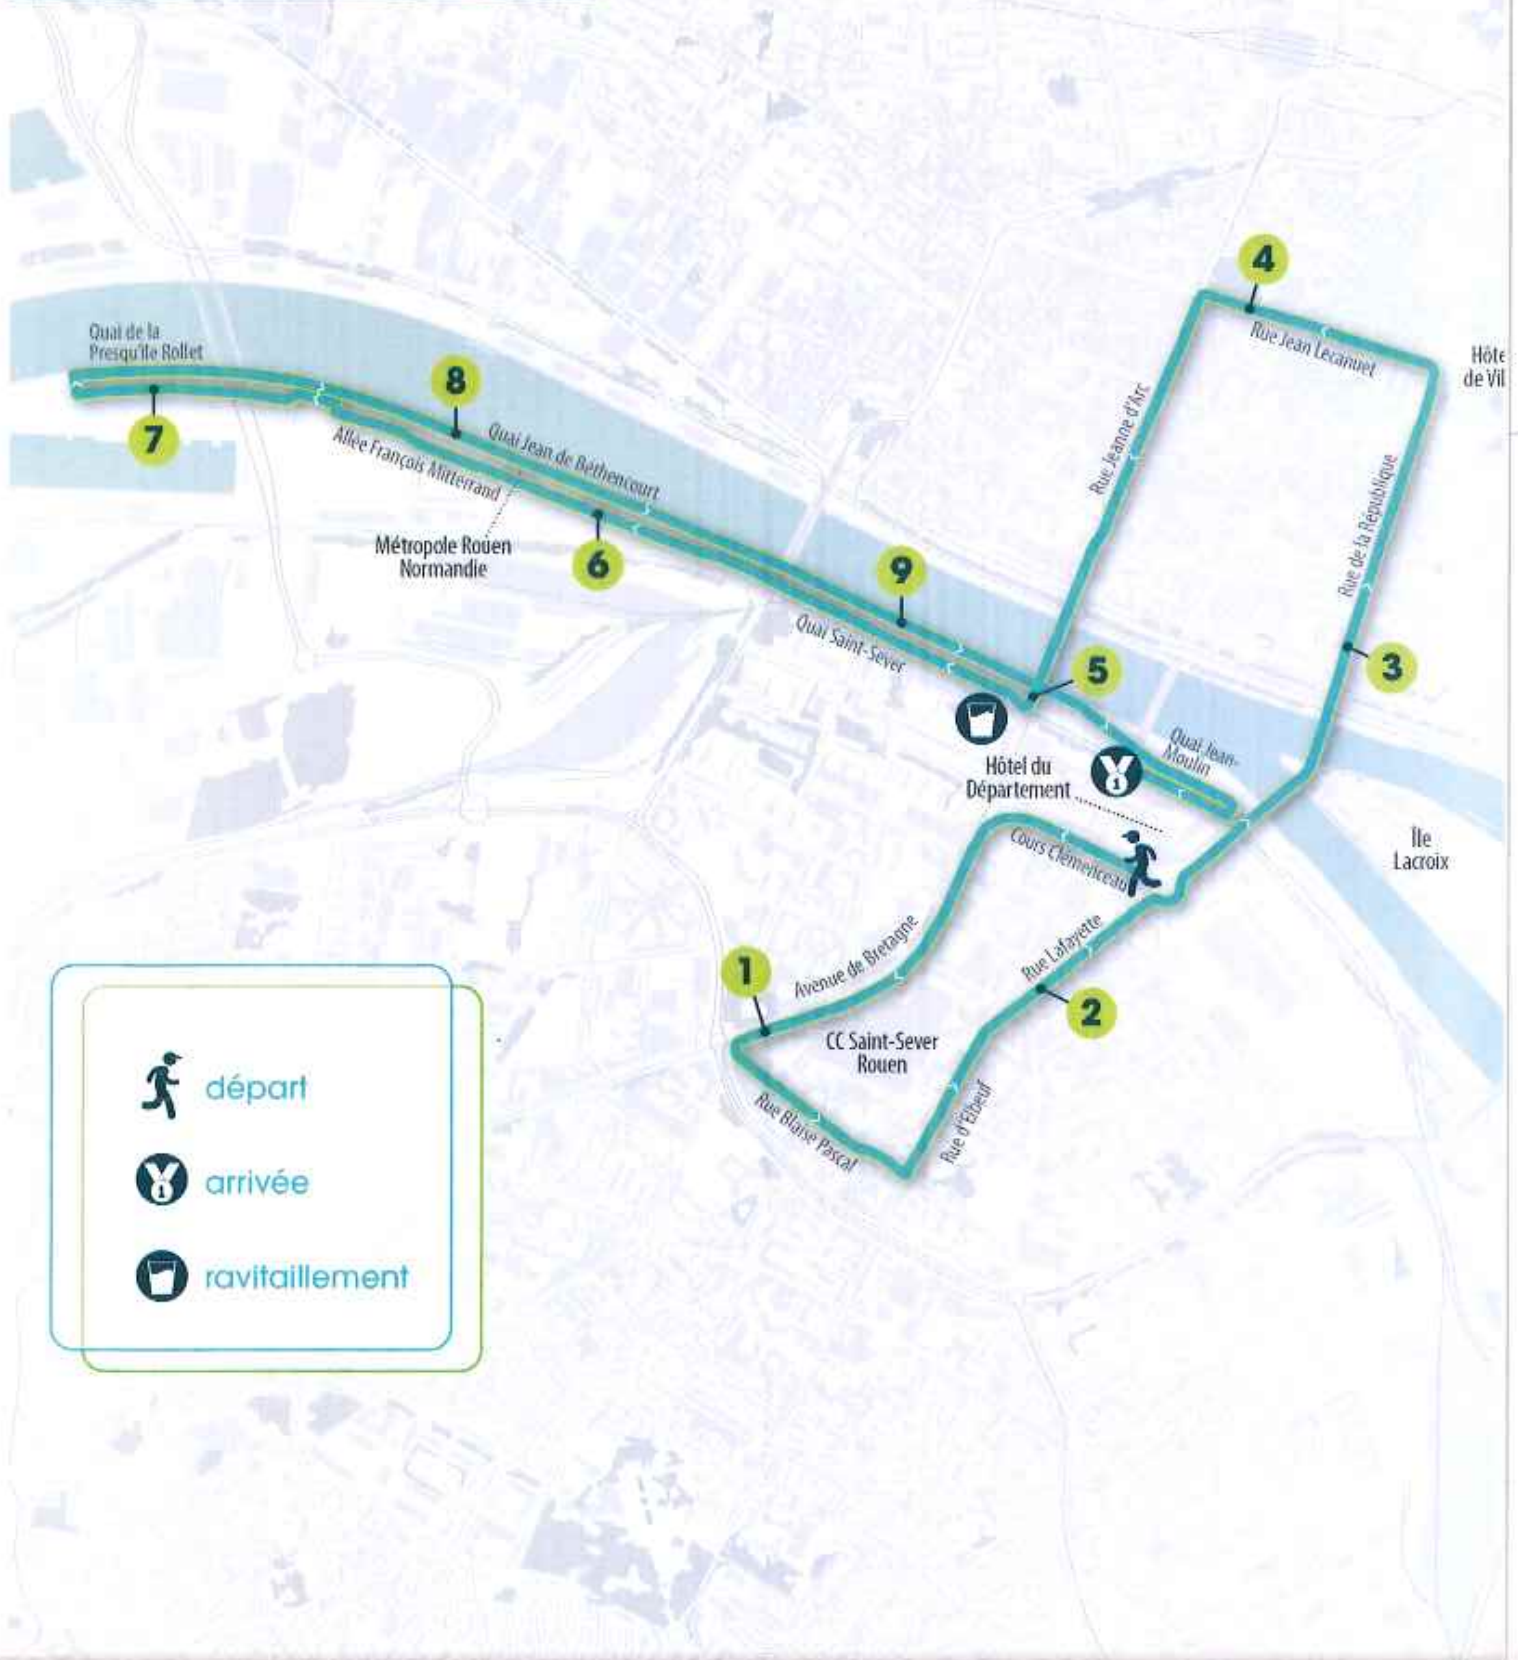 4
Rue Jean Lecanuet
Hôte
de Vil
Quai de la
Presqu'île Rollet
8
7
Rue Jeanne d'Arc
Quai Jean de Béthencourt
Allée François Mitterrand
Rue de la République
Métropole Rouen
Normandie
6
9
Quai Saint-Sever
5
3
Quai Jean-
Moulin
Hôtel du
Département
1
Cours Clémenceau
Île
Lacroix
Avenue de Bretagne
Rue Lafayette
1
2
CC Saint-Sever
Rouen
Rue Blaise Pascal
Rue d'Elbeuf
départ
1
arrivée
ravitaillement